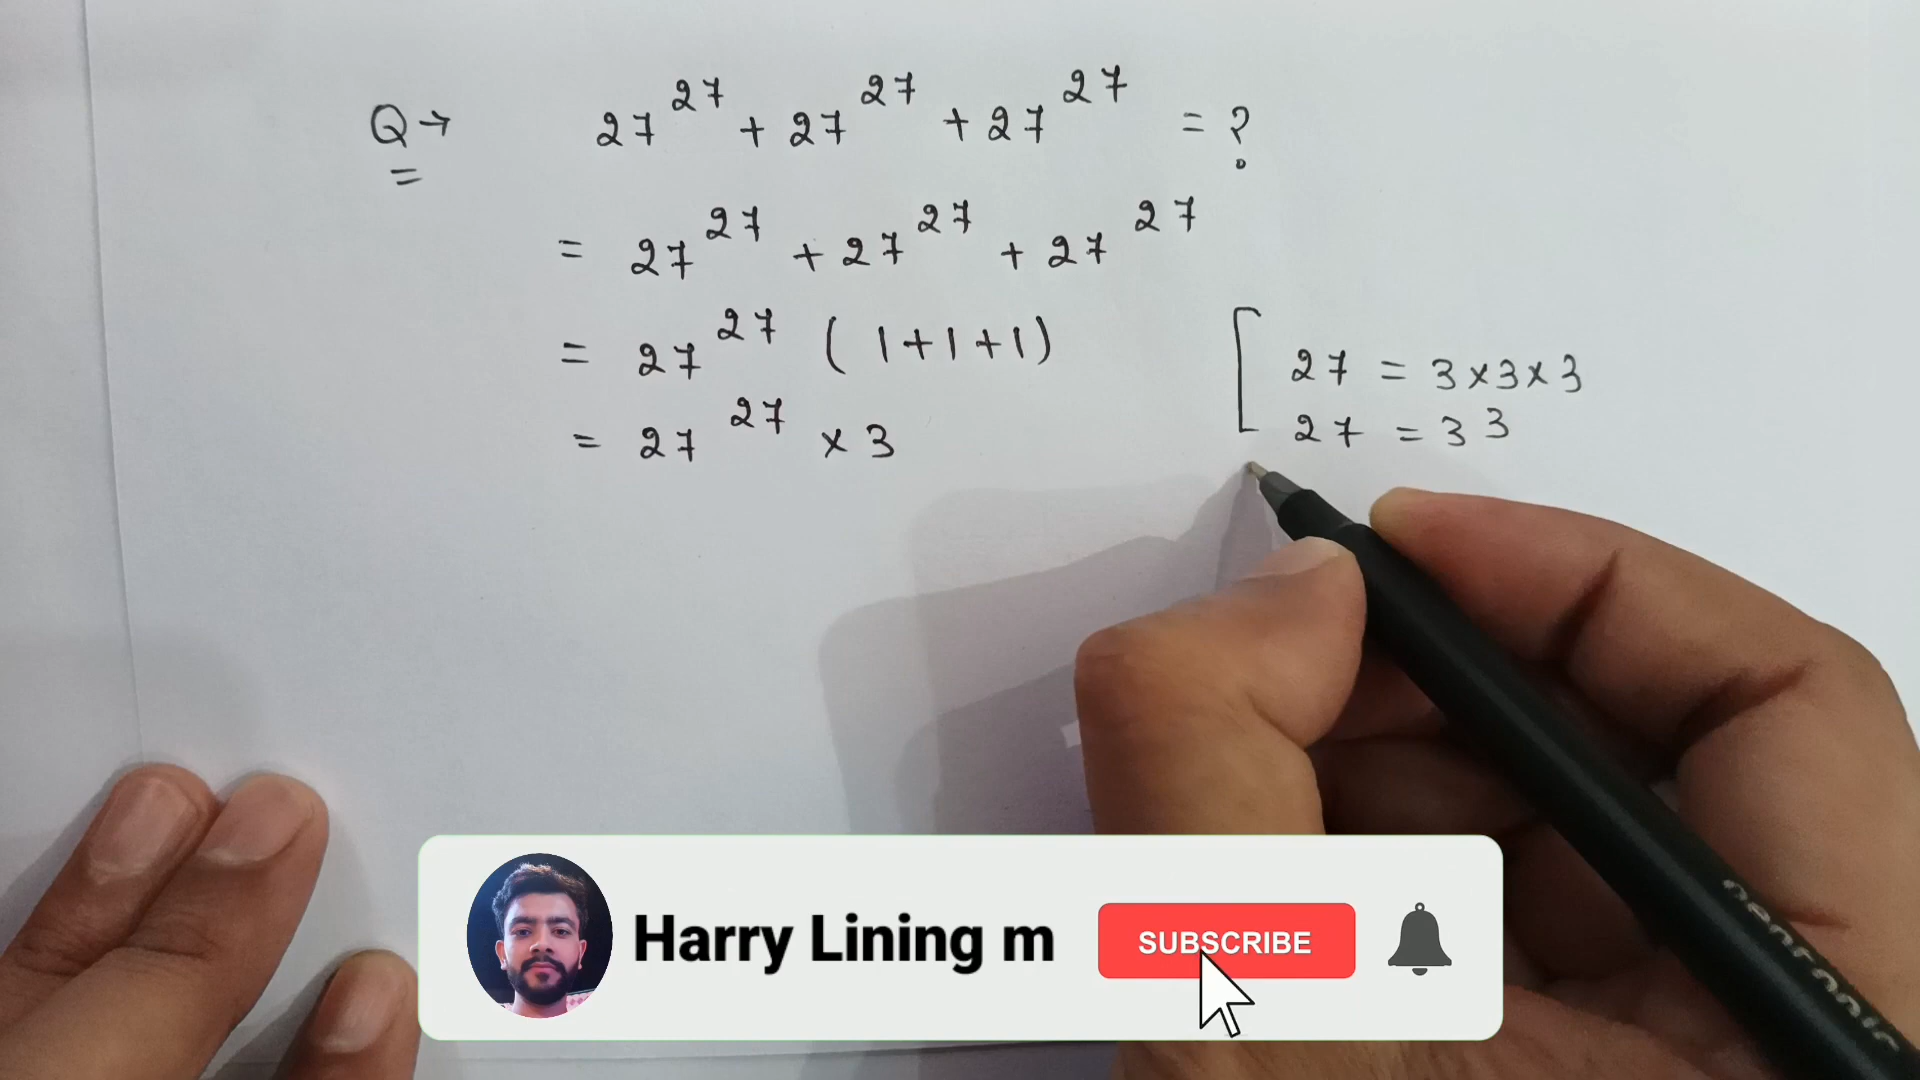 Q → 27^27 + 27^27 + 27^27 = ?
= 27^27 + 27^27 + 27^27
= 27^27 (1+1+1)
= 27^27 × 3
27 = 3×3×3
27 = 3^3
Harry Lining m
SUBSCRIBE